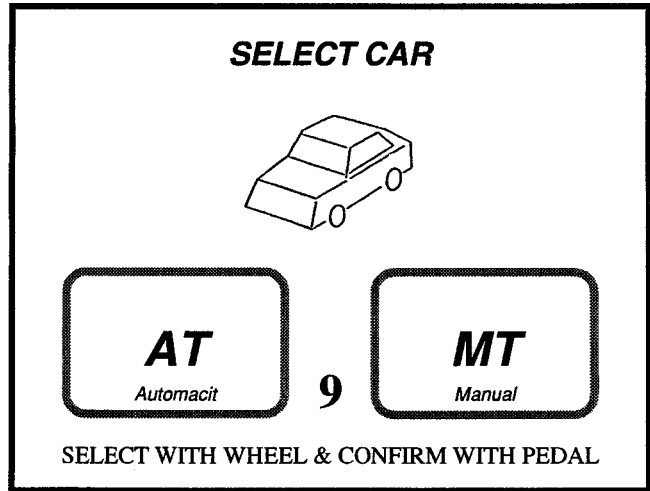 SELECT CAR
AT MT
Automacit 9 Manual
SELECT WITH WHEEL & CONFIRM WITH PEDAL